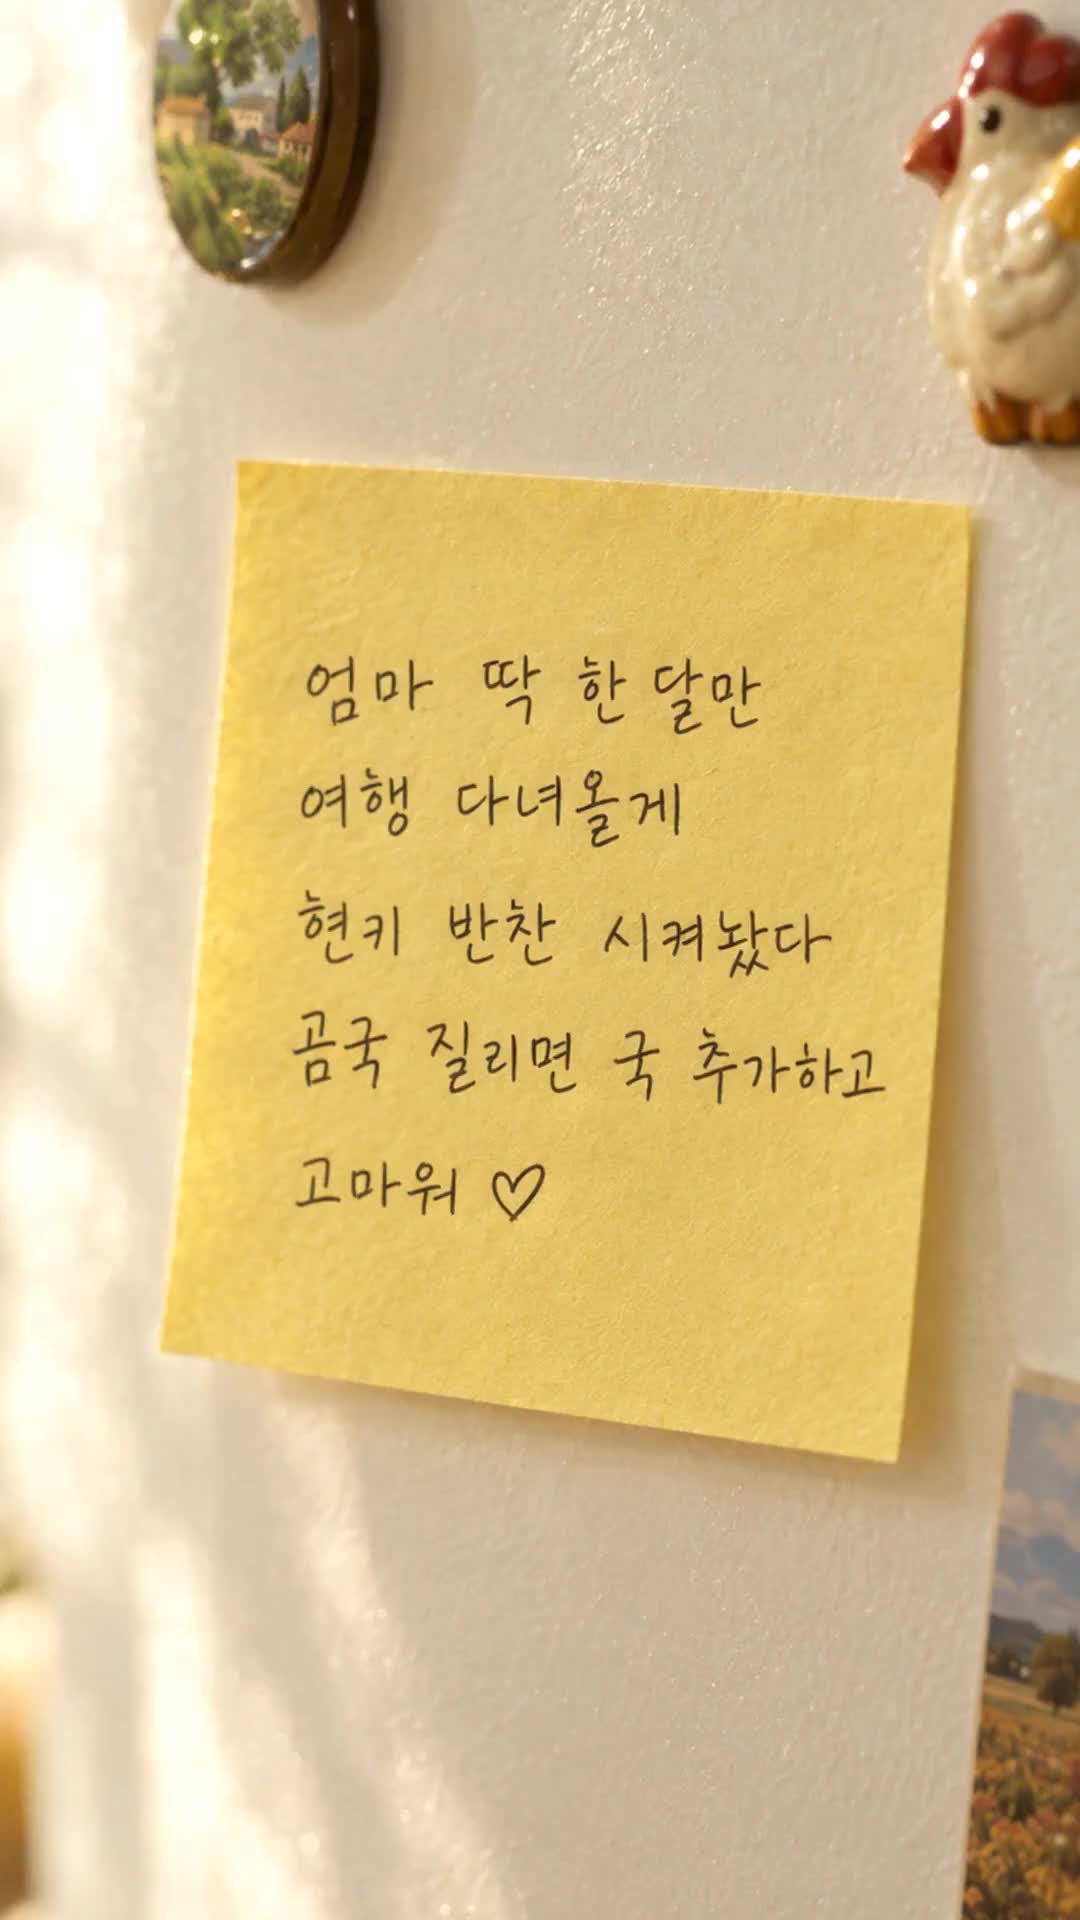 엄마 딱 한 달만
여행 다녀올게
현키 반찬 시켜놨다
곰국 질리면 국 추가하고
고마워 ♡